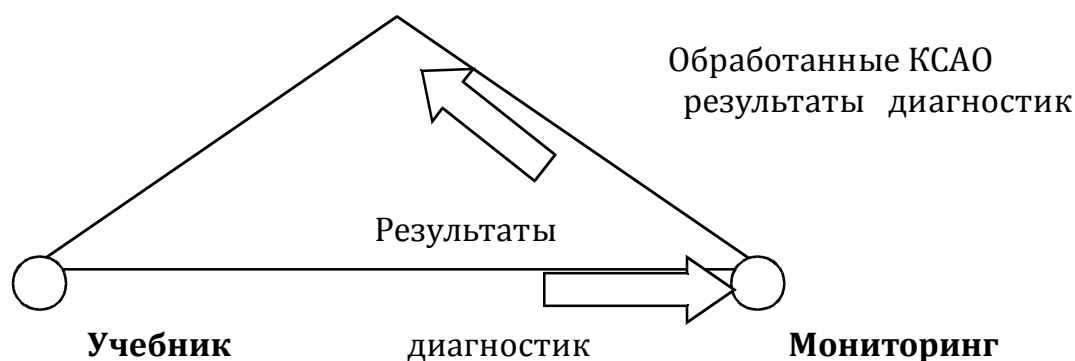 Обработанные КСАО
результаты диагностик
Результаты
Учебник диагностик Мониторинг